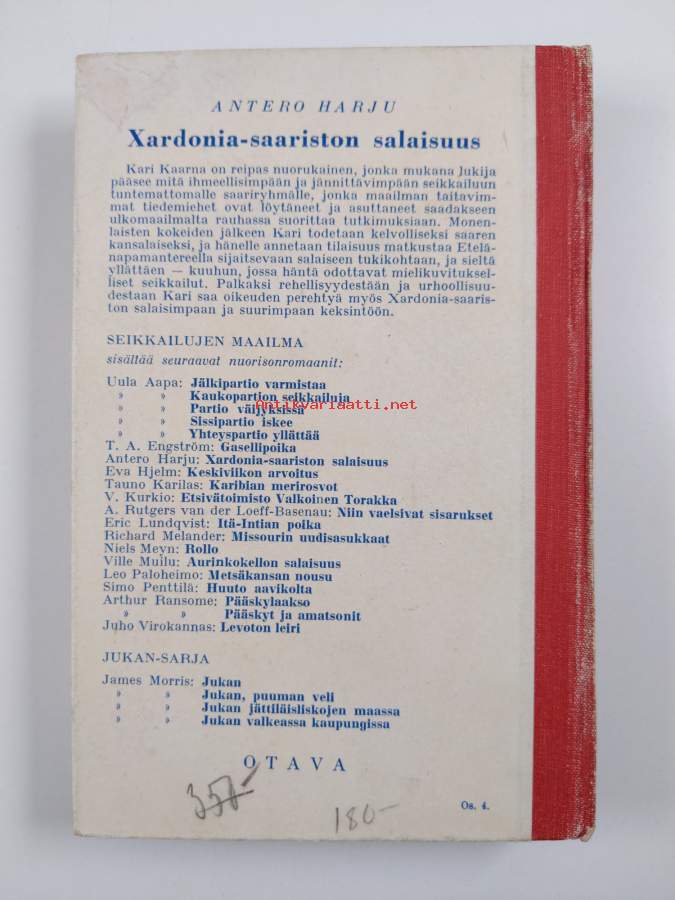 ANTERO HARJU
Xardonia-saariston salaisuus
Kari Kaarna on reipas nuorukainen, jonka mukana lukija
pääsee mitä ihmeellisimpään ja jännittävimpään seikkailuun
tuntemattomalle saariryhmälle, jonka maailman taitavim-
mat tiedemiehet ovat löytäneet ja asuttaneet saadakseen
ulkomaailmalta rauhassa suorittaa tutkimuksiaan. Monen-
laisten kokeiden jälkeen Kari todetaan kelvolliseksi saaren
kansalaiseksi, ja hänelle annetaan tilaisuus matkustaa Etelä-
napamantereella sijaitsevaan salaiseen tukikohtaan, ja sieltä
yllättäen — kuuhun, jossa häntä odottavat mielikuvituksel-
liset seikkailut. Palkaksi rehellisyydestään ja urhoollisuu-
destaan Kari saa oikeuden perehtyä myös Xardonia-saaris-
ton salaisimpaan ja suurimpaan keksintöön.
SEIKKAILUJEN MAAILMA
sisältää seuraavat nuorisonromaanit:
Uula Aapa: Jälkipartio varmistaa
» » Kaukopartion seikkailuja
» » Partio väijyksissä
» » Sissipartio iskee
» » Yhteyspartio yllättää
T. A. Engström: Gasellipoika
Antero Harju: Xardonia-saariston salaisuus
Eva Hjelm: Keskiviikon arvoitus
Tauno Karilas: Karibian merirosvot
V. Kurkio: Etsivätoimisto Valkoinen Torakka
A. Rutgers van der Loeff-Basenau: Niin vaelsivat sisarukset
Eric Lundqvist: Itä-Intian poika
Richard Melander: Missourin uudisasukkaat
Niels Meyn: Rollo
Ville Muilu: Aurinkokellon salaisuus
Leo Paloheimo: Metsäkansan nousu
Simo Penttilä: Huuto aavikolta
Arthur Ransome: Pääskylaakso
» » Pääskyt ja amatsonit
Juho Virokannas: Levoton leiri
JUKAN-SARJA
James Morris: Jukan
» » Jukan, puuman veli
» » Jukan jättiläisliskojen maassa
» » Jukan valkeassa kaupungissa
OTAVA
350-
180-
Os. 4.
Antikvariaatti.net